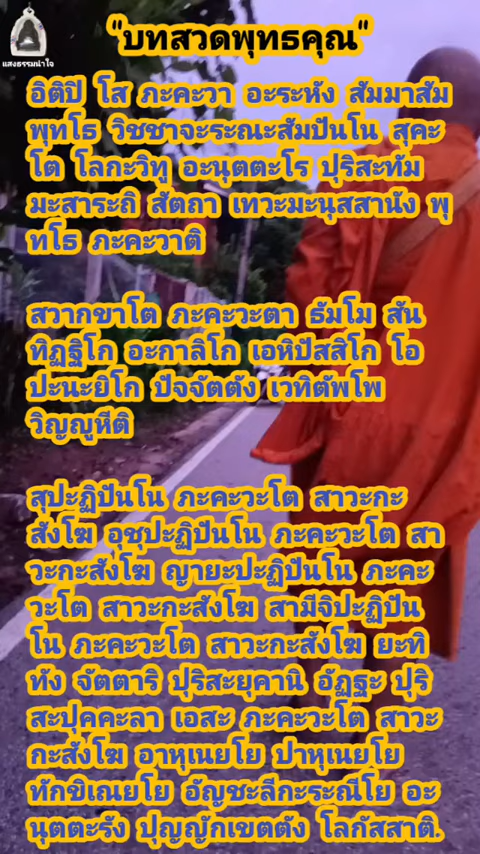 แสงธรรมนำใจ
"บทสวดพุทธคุณ"
อิติปิ โส ภะคะวา อะระหัง สัมมาสัม
พุทโธ วิชชาจะระณะสัมปันโน สุคะ
โต โลกะวิทู อะนุตตะโร ปุริสะทัม
มะสาระถิ สัตถา เทวะมะนุสสานัง พุ
ทโธ ภะคะวาติ
สวากขาโต ภะคะวะตา ธัมโม สัน
ทิฏฐิโก อะกาลิโก เอหิปัสสิโก โอ
ปะนะยิโก ปัจจัตตัง เวทิตัพโพ
วิญญูหีติ
สุปะฏิปันโน ภะคะวะโต สาวะกะ
สังโฆ อุชุปะฏิปันโน ภะคะวะโต สา
วะกะสังโฆ ญายะปะฏิปันโน ภะคะ
วะโต สาวะกะสังโฆ สามีจิปะฏิปัน
โน ภะคะวะโต สาวะกะสังโฆ ยะทิ
ทัง จัตตาริ ปุริสะยุคานิ อัฏฐะ ปุริ
สะปุคคะลา เอสะ ภะคะวะโต สาวะ
กะสังโฆ อาหุเนยโย ปาหุเนยโย
ทักขิเณยโย อัญชะลีกะระณีโย อะ
นุตตะรัง ปุญญักเขตตัง โลกัสสาติ.